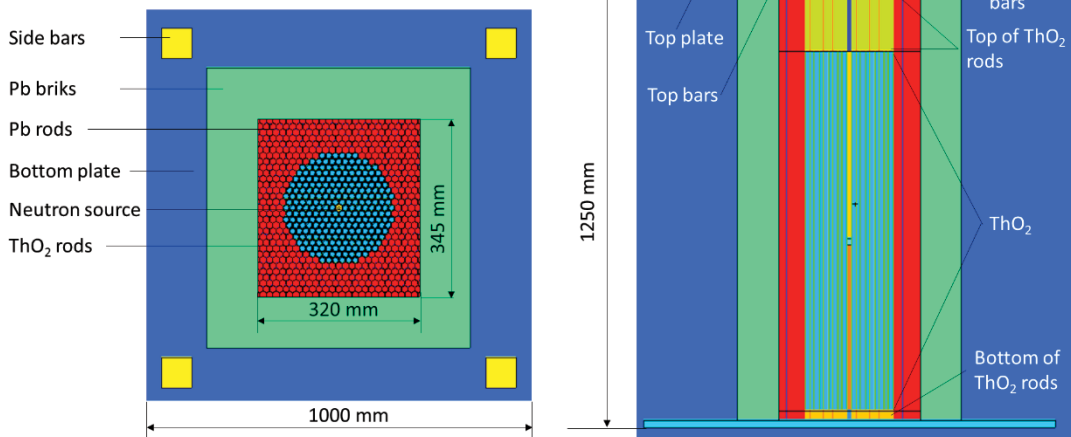 Side bars
Pb briks
Pb rods
Bottom plate
Neutron source
ThO₂ rods
345 mm
320 mm
1000 mm
bars
Top plate
Top of ThO₂
rods
Top bars
1250 mm
ThO₂
Bottom of
ThO₂ rods